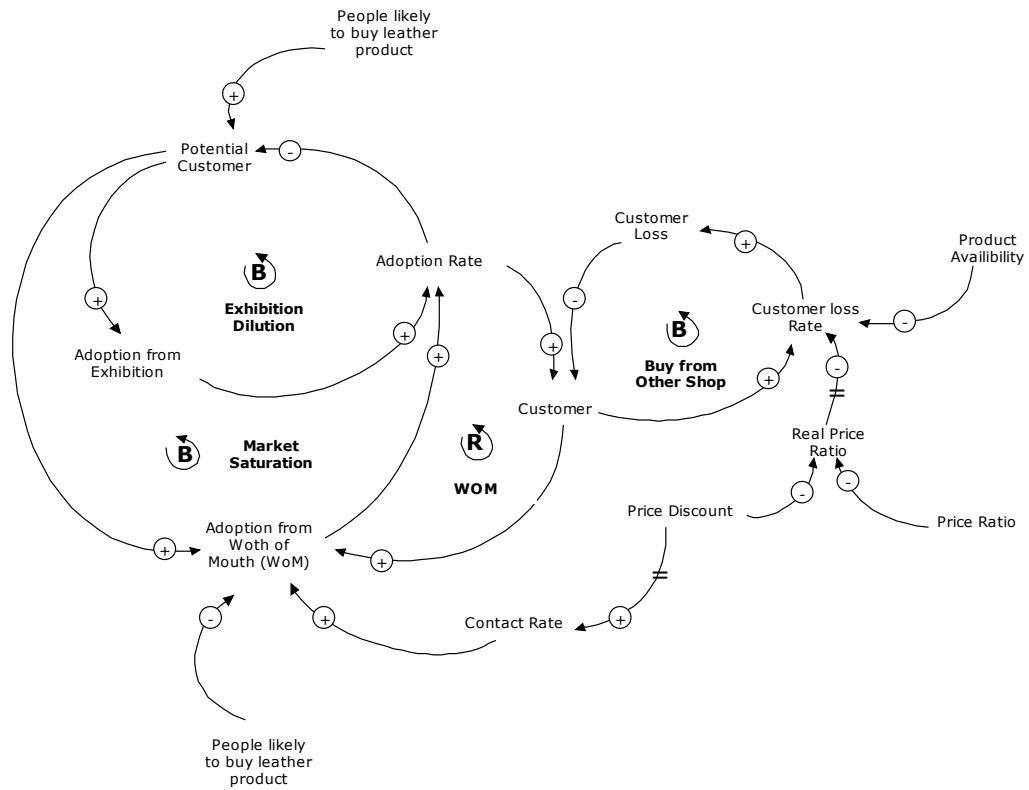 People likely
to buy leather
product
+
Potential
Customer
-
Customer
Loss
+
Product
Availibility
Adoption Rate
B
Exhibition
Dilution
+
-
Customer loss
Rate
-
+
B
+
+
Adoption from
Exhibition
+
Buy from
Other Shop
-
+
Customer
B
Market
Saturation
R
WOM
Real Price
Ratio
-
-
Price Discount
Price Ratio
Adoption from
Woth of
Mouth (WoM)
+
+
-
+
Contact Rate
+
People likely
to buy leather
product